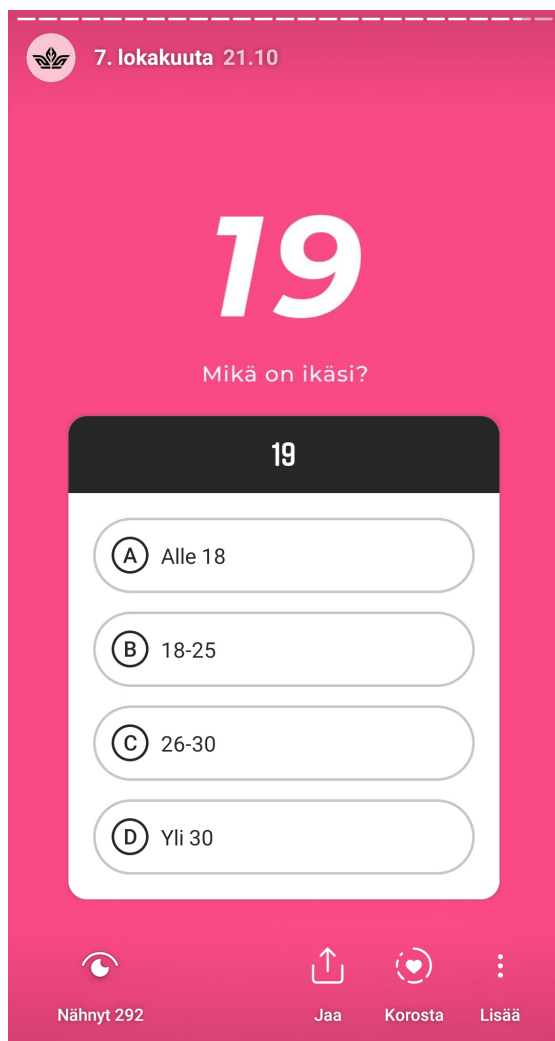 7. lokakuuta 21.10
19
Mikä on ikäsi?
19
A Alle 18
B 18-25
C 26-30
D Yli 30
Nähnyt 292 Jaa Korosta Lisää